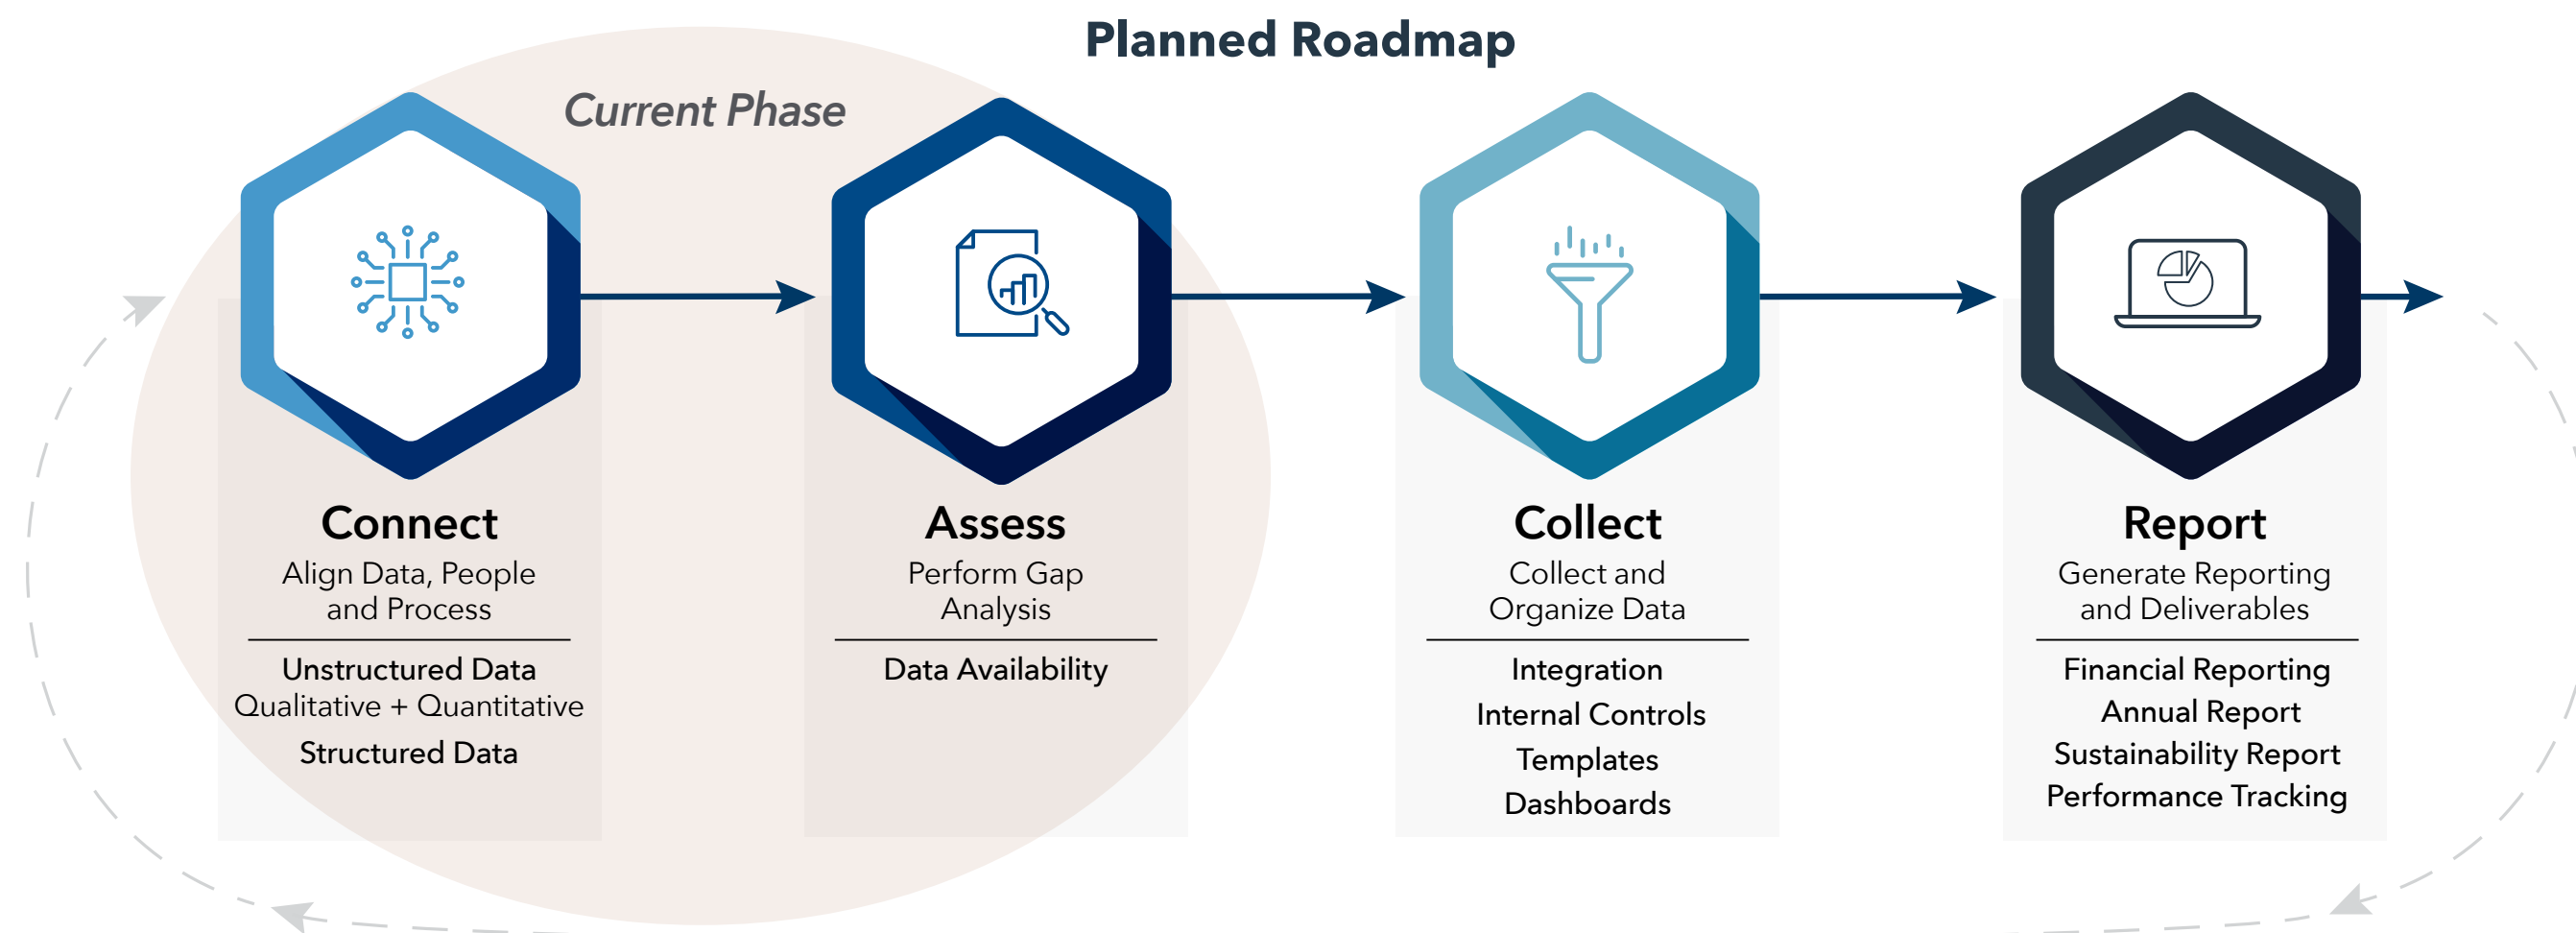 Planned Roadmap
Current Phase
Connect
Align Data, People
and Process
Unstructured Data
Qualitative + Quantitative
Structured Data
Assess
Perform Gap
Analysis
Data Availability
Collect
Collect and
Organize Data
Integration
Internal Controls
Templates
Dashboards
Report
Generate Reporting
and Deliverables
Financial Reporting
Annual Report
Sustainability Report
Performance Tracking